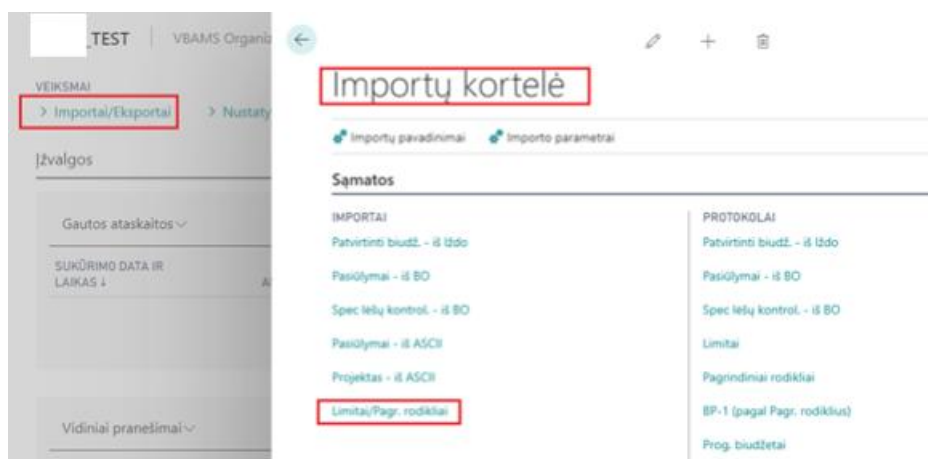 _TEST
VBAMS Organiz
VEIKSMAI
> Importai/Eksportai
> Nustaty
Įžvalgos
Gautos ataskaitos
SUKŪRIMO DATA IR
LAIKAS ↓
A
Vidiniai pranešimai
Importų kortelė
Importų pavadinimai
Importo parametrai
Sąmatos
IMPORTAI
Patvirtinti biudž. - iš Iždo
Pasiūlymai - iš BO
Spec lėšų kontrol. - iš BO
Pasiūlymai - iš ASCII
Projektas - iš ASCII
Limitai/Pagr. rodikliai
PROTOKOLAI
Patvirtinti biudž. - iš Iždo
Pasiūlymai - iš BO
Spec lėšų kontrol. - iš BO
Limitai
Pagrindiniai rodikliai
BP-1 (pagal Pagr. rodiklius)
Prog. biudžetai